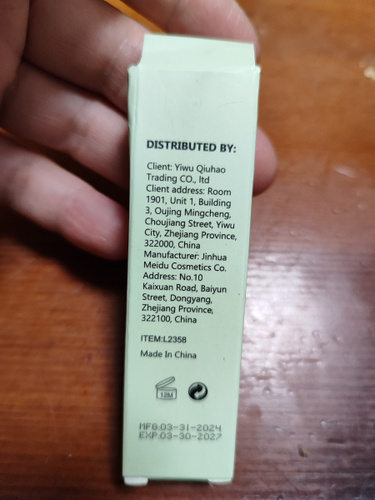 DISTRIBUTED BY:
Client: Yiwu Qiuhao
Trading CO., ltd
Client address: Room
1901, Unit 1, Building
3, Oujing Mingcheng,
Choujiang Street, Yiwu
City, Zhejiang Province,
322000, China
Manufacturer: Jinhua
Meidu Cosmetics Co.
Address: No.10
Kaixuan Road, Baiyun
Street, Dongyang,
Zhejiang Province,
322100, China
ITEM:L2358
Made In China
12M
MFG.03-31-2024
EXP.03-30-2027